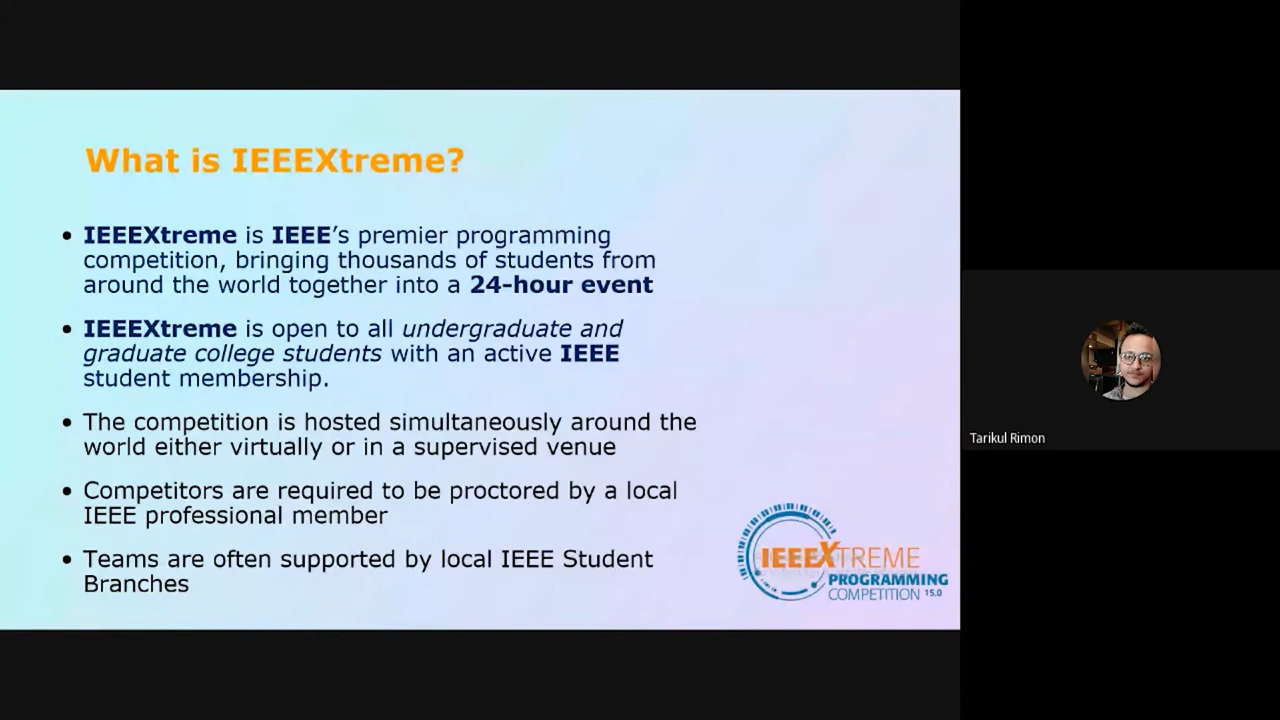 What is IEEEXtreme?
• IEEEXtreme is IEEE’s premier programming
competition, bringing thousands of students from
around the world together into a 24-hour event
• IEEEXtreme is open to all undergraduate and
graduate college students with an active IEEE
student membership.
• The competition is hosted simultaneously around the
world either virtually or in a supervised venue
• Competitors are required to be proctored by a local
IEEE professional member
• Teams are often supported by local IEEE Student
Branches
IEEEXTREME
PROGRAMMING
COMPETITION 15.0
Tarikul Rimon